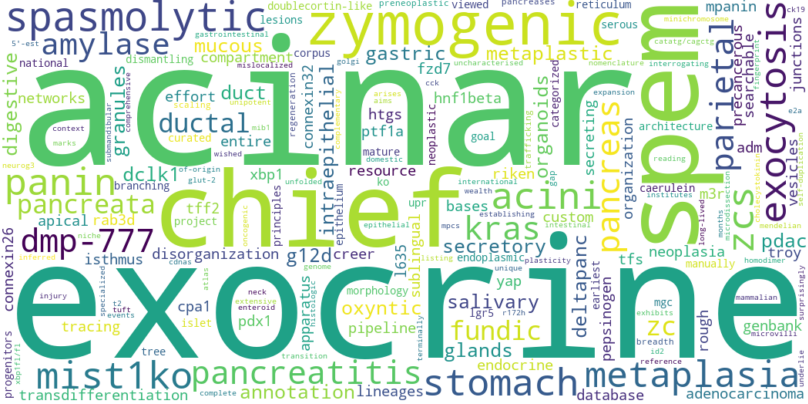 spasmolytic
doublecortin-like
preneoplastic
pancreases
viewed
reticulum
mpanin
ck19
lesions
gastrointestinal
zymogenic
serous
minichromosome
amylase
mucous
golgi
corpus
metaplastic
uncharacterised
nomenclature
catatg/cagctg
interrogating
5'-est
dismantling
mislocalized
compartment
gastric
fzd7
categorized
parietal
precancerous
searchable
comprehensive
fingerprint
exocytosis
junctions
national
digestive
networks
scaling
context
marks
submandibular
granules
acinar
effort
duct
unipotent
curated
ductal
mib1
entire
wished
regeneration
connexin32
intraepithelial
cck
arises
aims
complementary
htgs
ptf1a
mature
domestic
neoplastic
hnf1beta
goal
organoids
trafficking
secreting
expansion
establishing
e2a
architecture
reading
spem
adm
vesicles
neurog3
panin
pancreata
dclk1
of-origin
glut-2
branching
xbp1
unfolded
tff2
project
principles
epithelium
ko
resource
riken
international
wealth
gap
intestinal
organization
pancreas
caerulein
institutes
months
microdissection
m3r
long-lived
mendelian
zcs
chief
upr
epithelial
bases
mpcs
custom
acini
apical
rab3d
dmp-777
kras
sublingual
secretory
endoplasmic
plasticity
tfs
manually
neoplasia
pdac
troy
homodimer
connexin26
inferred
cdnas
niche
isthmus
disorganization
atlas
oncogenic
g12d
creer
genome
1635
listing
unique
yap
deltapanc
earliest
exocrine
injury
specialized
t2
tuft
events
neck
extensive
enteroid
histologic
cpa1
pdx1
islet
tracing
apparatus
morphology
oxyntic
pipeline
lgr5
r172h
salivary
fundic
pepsinogen
exhibits
zc
breadth
id2
mgc
rough
reference
genbank
mammalian
microvilli
surprisingly
progenitors
xbp1fl/fl
tree
transition
terminally
glands
endocrine
mist1ko
pancreatitis
stomach
metaplasia
underlie
transdifferentiation
complete
annotation
lineages
database
adenocarcinoma